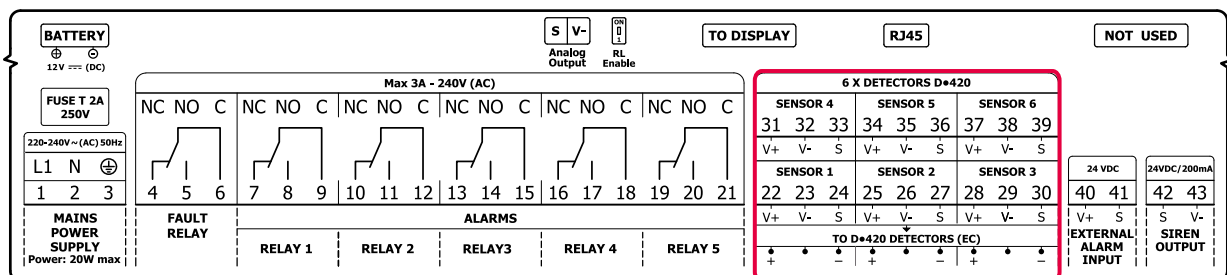 BATTERY
⊕ ⊖
12V ⎓ (DC)
FUSE T 2A
250V
220-240V~(AC) 50Hz
L1 N ⏚
1 2 3
MAINS
POWER
SUPPLY
Power: 20W max
S V-
Analog
Output
ON
1
RL
Enable
TO DISPLAY
RJ45
NOT USED
Max 3A - 240V (AC)
NC NO C NC NO C NC NO C NC NO C NC NO C NC NO C
4 5 6 7 8 9 10 11 12 13 14 15 16 17 18 19 20 21
FAULT
RELAY
ALARMS
RELAY 1 RELAY 2 RELAY3 RELAY 4 RELAY 5
6 X DETECTORS D•420
SENSOR 4 SENSOR 5 SENSOR 6
31 32 33 34 35 36 37 38 39
V+ V- S V+ V- S V+ V- S
SENSOR 1 SENSOR 2 SENSOR 3
22 23 24 25 26 27 28 29 30
V+ V- S V+ V- S V+ V- S
TO D•420 DETECTORS (EC)
+ − + − + −
24 VDC
40 41
V+ S
EXTERNAL
ALARM
INPUT
24VDC/200mA
42 43
S V-
SIREN
OUTPUT